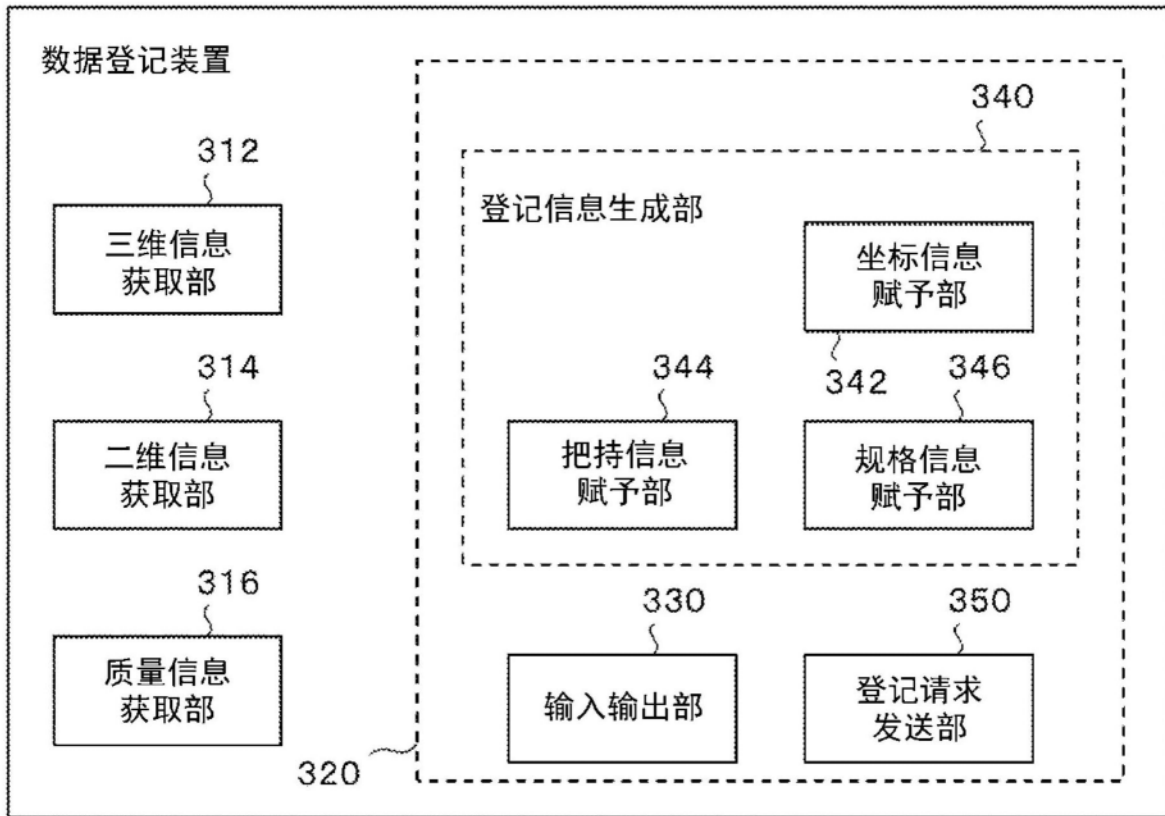 数据登记装置
340
312
登记信息生成部
三维信息
获取部
坐标信息
赋予部
314
344
342
346
二维信息
获取部
把持信息
赋予部
规格信息
赋予部
316
330
350
质量信息
获取部
输入输出部
登记请求
发送部
320